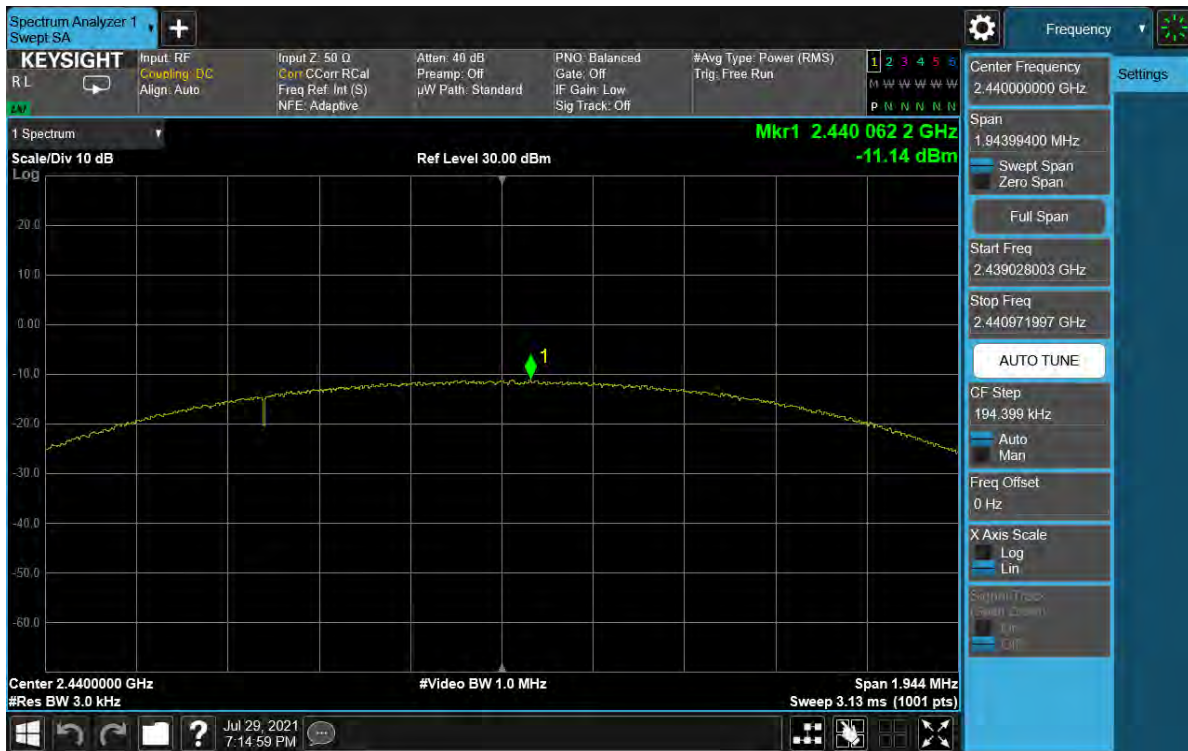 Spectrum Analyzer 1
Swept SA
+
Frequency
KEYSIGHT
R L
Input: RF
Coupling: DC
Align: Auto
Input Z: 50 Ω
Corr CCorr RCal
Freq Ref: Int (S)
NFE: Adaptive
Atten: 40 dB
Preamp: Off
µW Path: Standard
PNO: Balanced
Gate: Off
IF Gain: Low
Sig Track: Off
#Avg Type: Power (RMS)
Trig: Free Run
1 2 3 4 5 6
M W W W W W
P N N N N N
1 Spectrum
Scale/Div 10 dB
Log
Ref Level 30.00 dBm
Mkr1 2.440 062 2 GHz
-11.14 dBm
20.0
10.0
0.00
-10.0
-20.0
-30.0
-40.0
-50.0
-60.0
1
Center 2.4400000 GHz
#Res BW 3.0 kHz
#Video BW 1.0 MHz
Span 1.944 MHz
Sweep 3.13 ms (1001 pts)
Jul 29, 2021
7:14:59 PM
Center Frequency
2.440000000 GHz
Settings
Span
1.94399400 MHz
Swept Span
Zero Span
Full Span
Start Freq
2.439028003 GHz
Stop Freq
2.440971997 GHz
AUTO TUNE
CF Step
194.399 kHz
Auto
Man
Freq Offset
0 Hz
X Axis Scale
Log
Lin